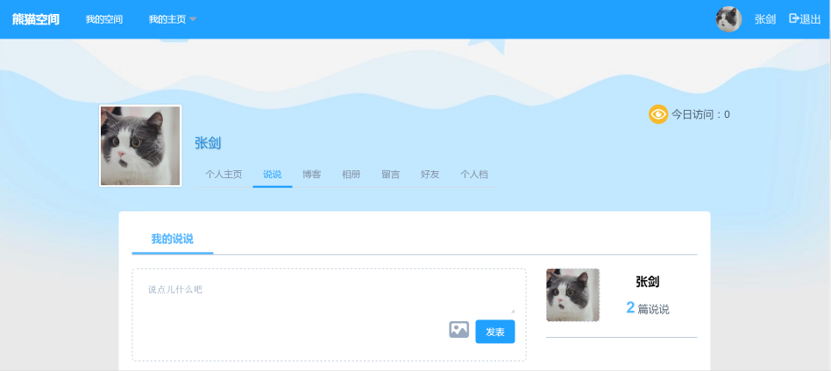 熊猫空间 我的空间 我的主页 张剑 退出
今日访问：0
张剑
个人主页 说说 博客 相册 留言 好友 个人档
我的说说
说点儿什么吧
发表
张剑
2 篇说说